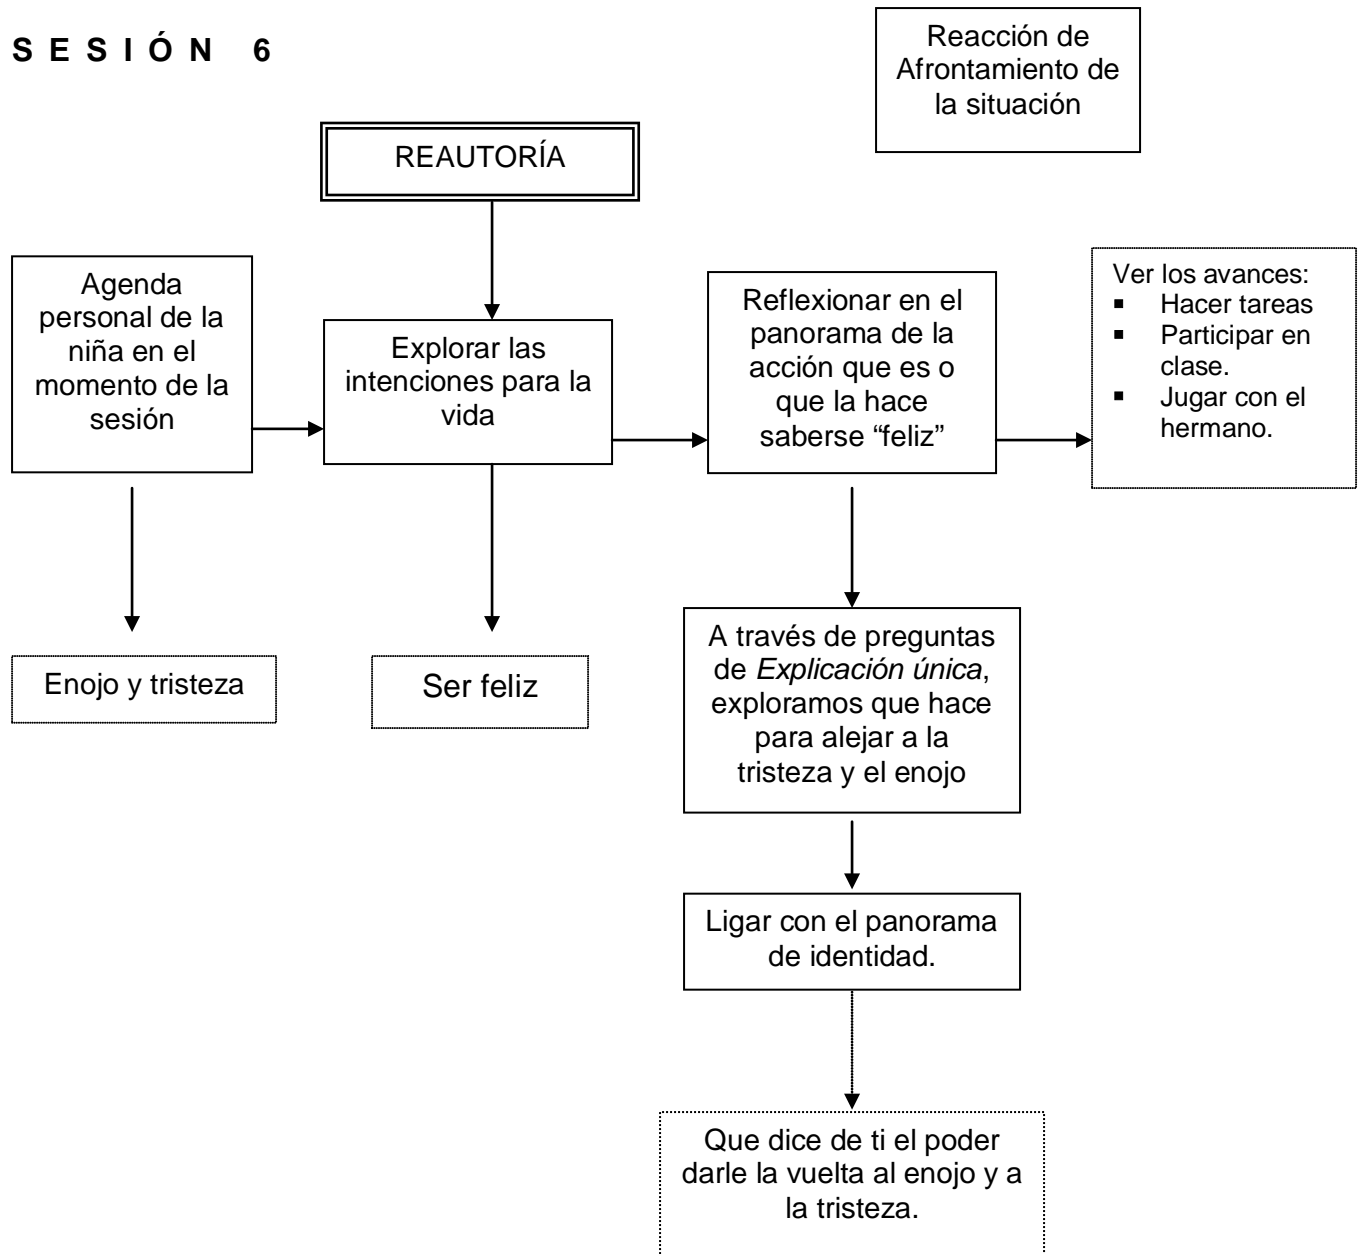 SESIÓN 6
Reacción de
Afrontamiento de
la situación
REAUTORÍA
Agenda
personal de la
niña en el
momento de la
sesión
Explorar las
intenciones para la
vida
Reflexionar en el
panorama de la
acción que es o
que la hace
saberse “feliz”
Ver los avances:
▪ Hacer tareas
▪ Participar en
clase.
▪ Jugar con el
hermano.
Enojo y tristeza
Ser feliz
A través de preguntas
de Explicación única,
exploramos que hace
para alejar a la
tristeza y el enojo
Ligar con el panorama
de identidad.
Que dice de ti el poder
darle la vuelta al enojo y a
la tristeza.